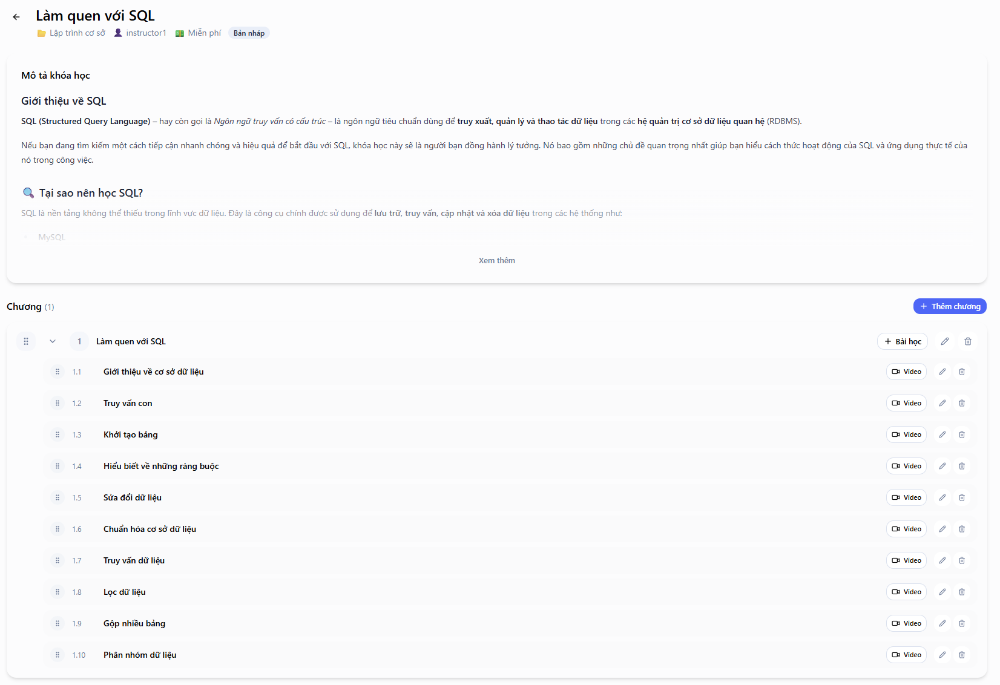 Làm quen với SQL
Lập trình cơ sở instructor1 Miễn phí Bản nháp
Mô tả khóa học
Giới thiệu về SQL
SQL (Structured Query Language) – hay còn gọi là Ngôn ngữ truy vấn có cấu trúc – là ngôn ngữ tiêu chuẩn dùng để truy xuất, quản lý và thao tác dữ liệu trong các hệ quản trị cơ sở dữ liệu quan hệ (RDBMS).
Nếu bạn đang tìm kiếm một cách tiếp cận nhanh chóng và hiệu quả để bắt đầu với SQL, khóa học này sẽ là người bạn đồng hành lý tưởng. Nó bao gồm những chủ đề quan trọng nhất giúp bạn hiểu cách thức hoạt động của SQL và ứng dụng thực tế của
nó trong công việc.
🔍 Tại sao nên học SQL?
SQL là nền tảng không thể thiếu trong lĩnh vực dữ liệu. Đây là công cụ chính được sử dụng để lưu trữ, truy vấn, cập nhật và xóa dữ liệu trong các hệ thống như:
MySQL
Xem thêm
Chương (1) + Thêm chương
1 Làm quen với SQL + Bài học
1.1 Giới thiệu về cơ sở dữ liệu Video
1.2 Truy vấn con Video
1.3 Khởi tạo bảng Video
1.4 Hiểu biết về những ràng buộc Video
1.5 Sửa đổi dữ liệu Video
1.6 Chuẩn hóa cơ sở dữ liệu Video
1.7 Truy vấn dữ liệu Video
1.8 Lọc dữ liệu Video
1.9 Gộp nhiều bảng Video
1.10 Phân nhóm dữ liệu Video